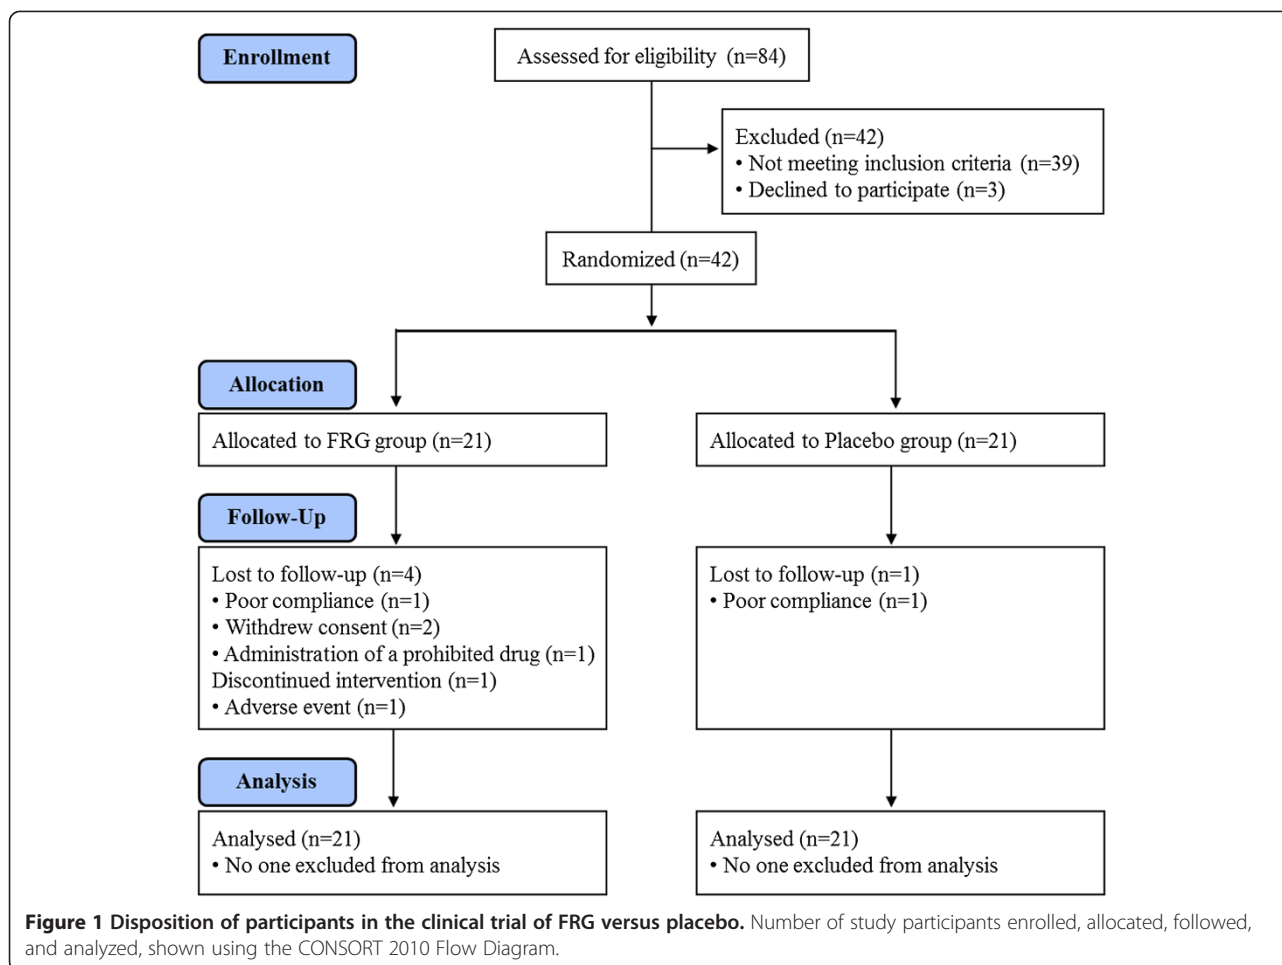 Enrollment
Assessed for eligibility (n=84)
Excluded (n=42)
• Not meeting inclusion criteria (n=39)
• Declined to participate (n=3)
Randomized (n=42)
Allocation
Allocated to FRG group (n=21)
Allocated to Placebo group (n=21)
Follow-Up
Lost to follow-up (n=4)
• Poor compliance (n=1)
• Withdrew consent (n=2)
• Administration of a prohibited drug (n=1)
Discontinued intervention (n=1)
• Adverse event (n=1)
Lost to follow-up (n=1)
• Poor compliance (n=1)
Analysis
Analysed (n=21)
• No one excluded from analysis
Analysed (n=21)
• No one excluded from analysis
Figure 1 Disposition of participants in the clinical trial of FRG versus placebo. Number of study participants enrolled, allocated, followed,
and analyzed, shown using the CONSORT 2010 Flow Diagram.